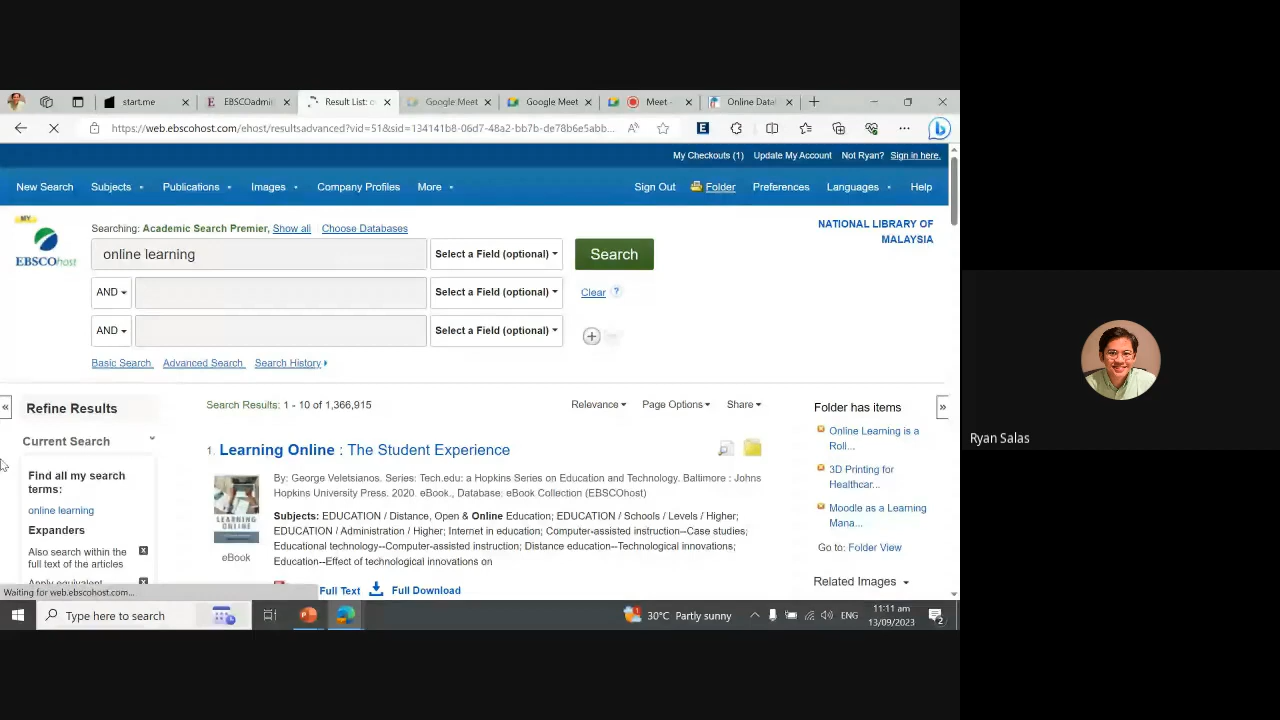 start.me
EBSCOadmin
Result List: o
Google Meet
Google Meet
Meet -
Online Data
https://web.ebscohost.com/ehost/resultsadvanced?vid=51&sid=134141b8-06d7-48a2-bb7b-de78b6e5abb...
My Checkouts (1) Update My Account Not Ryan? Sign in here.
New Search Subjects Publications Images Company Profiles More Sign Out Folder Preferences Languages Help
MY
EBSCOhost
Searching: Academic Search Premier, Show all Choose Databases
NATIONAL LIBRARY OF
MALAYSIA
online learning Select a Field (optional) Search
AND Select a Field (optional) Clear ?
AND Select a Field (optional)
Basic Search Advanced Search Search History
« Refine Results
Search Results: 1 - 10 of 1,366,915 Relevance Page Options Share
Folder has items »
Current Search
Find all my search
terms:
online learning
Expanders
Also search within the
full text of the articles
Apply equivalent
1. Learning Online : The Student Experience
LEARNING
ONLINE
eBook
By: George Veletsianos. Series: Tech.edu: a Hopkins Series on Education and Technology. Baltimore : Johns
Hopkins University Press. 2020. eBook., Database: eBook Collection (EBSCOhost)
Subjects: EDUCATION / Distance, Open & Online Education; EDUCATION / Schools / Levels / Higher;
EDUCATION / Administration / Higher; Internet in education; Computer-assisted instruction--Case studies;
Educational technology--Computer-assisted instruction; Distance education--Technological innovations;
Education--Effect of technological innovations on
Full Text Full Download
Online Learning is a
Roll...
3D Printing for
Healthcar...
Moodle as a Learning
Mana...
Go to: Folder View
Related Images
Waiting for web.ebscohost.com...
Type here to search
30°C Partly sunny
ENG
11:11 am
13/09/2023
2
Ryan Salas